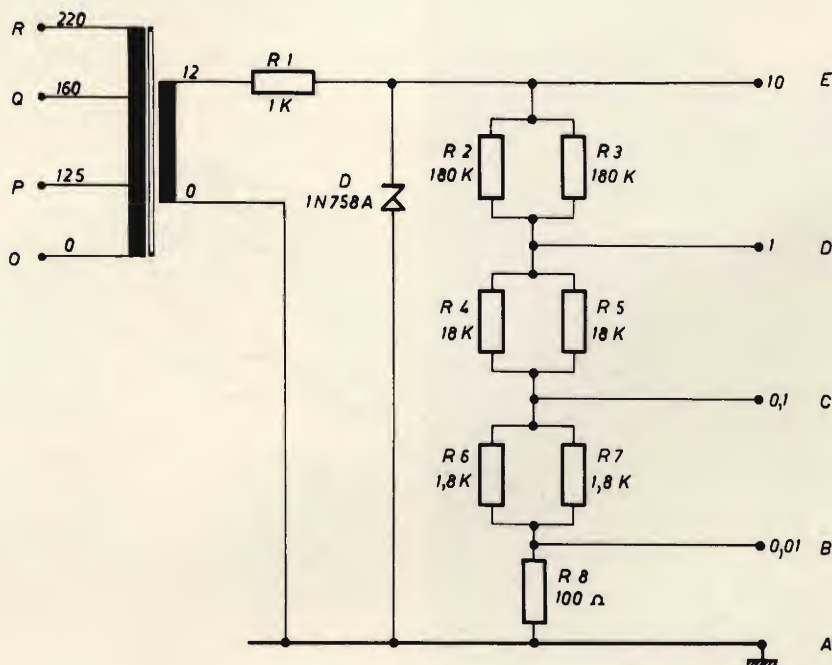 R 220
Q 160
P 125
O 0
12
0
R 1
1 K
D
1N758A
R 2
180 K
R 3
180 K
R 4
18 K
R 5
18 K
R 6
1,8 K
R 7
1,8 K
R 8
100 Ω
10 E
1 D
0,1 C
0,01 B
A